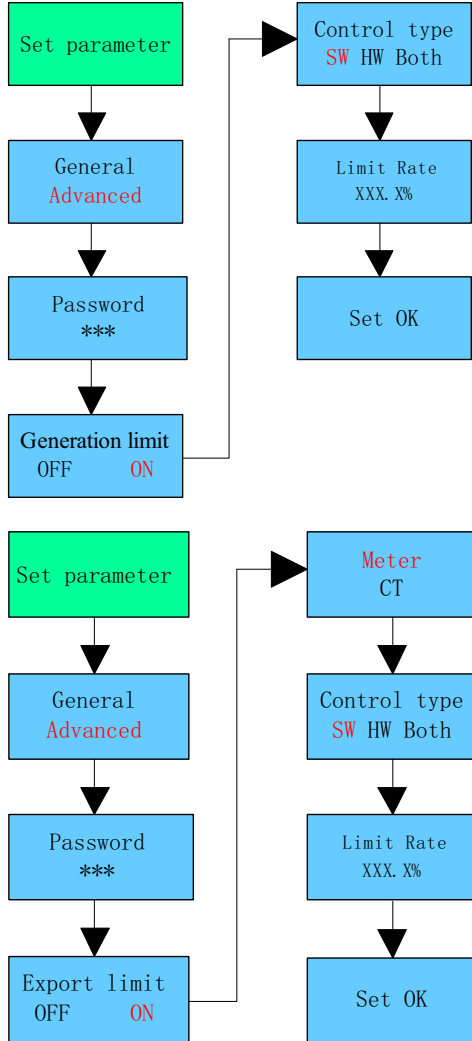 Set parameter
General
Advanced
Password
***
Generation limit
OFF ON
Control type
SW HW Both
Limit Rate
XXX.X%
Set OK
Set parameter
General
Advanced
Password
***
Export limit
OFF ON
Meter
CT
Control type
SW HW Both
Limit Rate
XXX.X%
Set OK